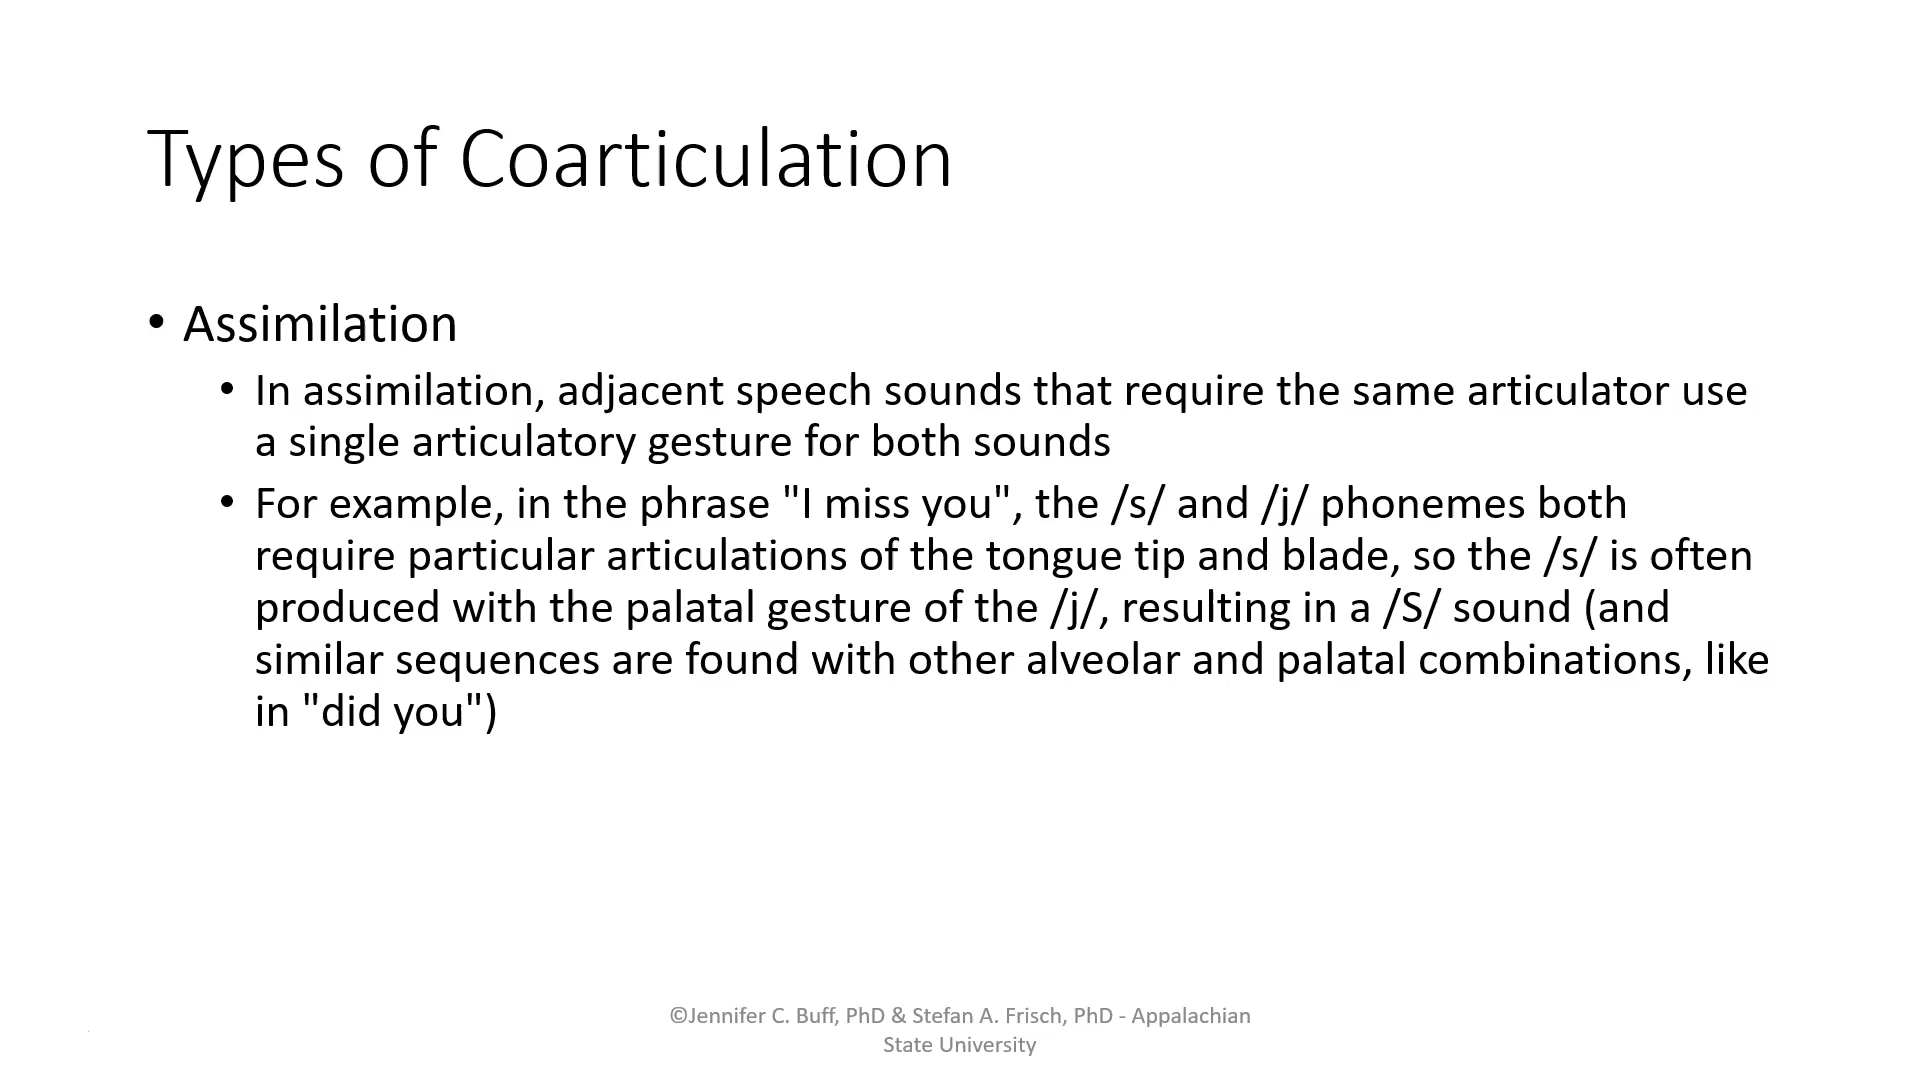 Types of Coarticulation
• Assimilation
• In assimilation, adjacent speech sounds that require the same articulator use
a single articulatory gesture for both sounds
• For example, in the phrase "I miss you", the /s/ and /j/ phonemes both
require particular articulations of the tongue tip and blade, so the /s/ is often
produced with the palatal gesture of the /j/, resulting in a /S/ sound (and
similar sequences are found with other alveolar and palatal combinations, like
in "did you")
©Jennifer C. Buff, PhD & Stefan A. Frisch, PhD - Appalachian
State University